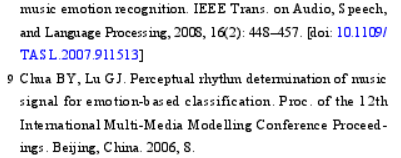 music emotion recognition. IEEE Trans. on Audio, Speech,
and Language Processing, 2008, 16(2): 448–457. [doi: 10.1109/
TASL.2007.911513]
9 Chua BY, Lu GJ. Perceptual rhythm determination of music
signal for emotion-based classification. Proc. of the 12th
International Multi-Media Modelling Conference Proceed-
ings. Beijing, China. 2006, 8.